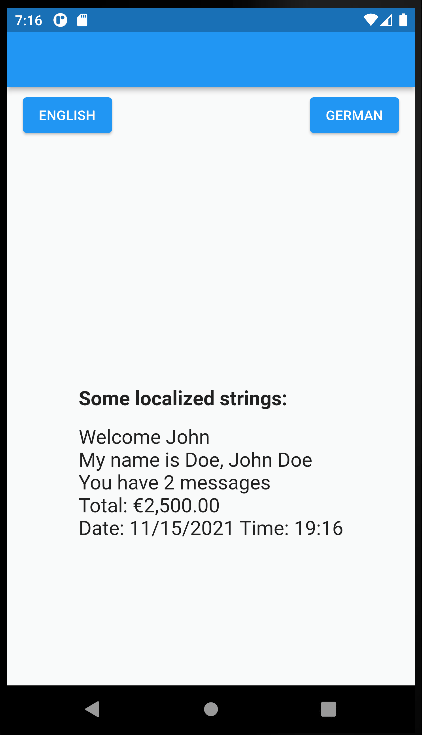 7:16
ENGLISH GERMAN
Some localized strings:
Welcome John
My name is Doe, John Doe
You have 2 messages
Total: €2,500.00
Date: 11/15/2021 Time: 19:16